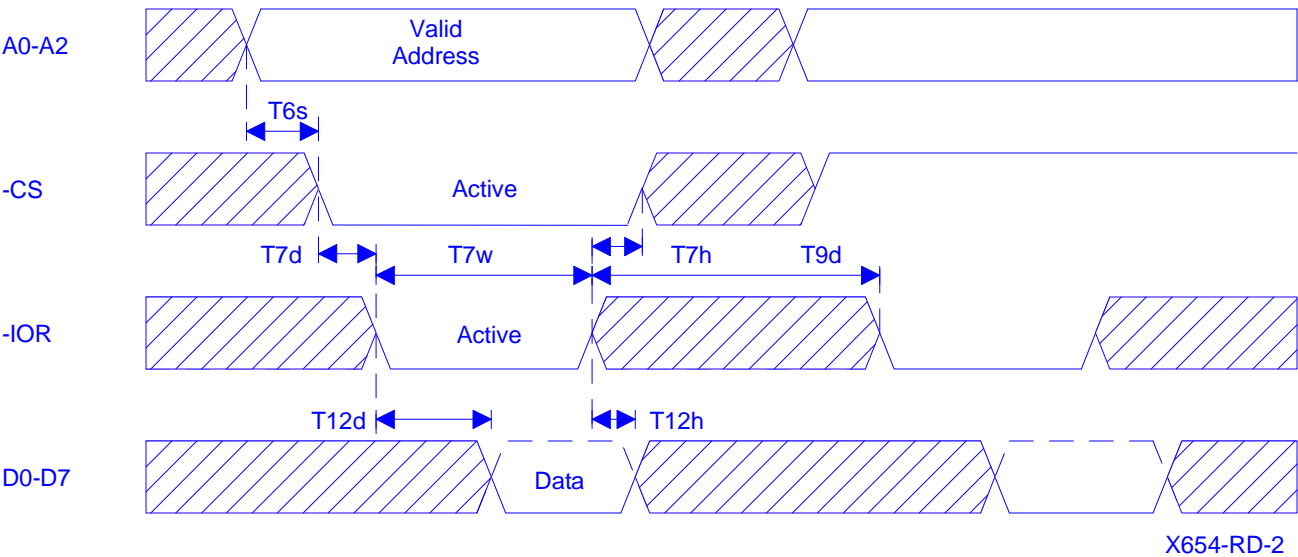 A0-A2
Valid
Address
T6s
-CS
Active
T7d
T7w
T7h
T9d
-IOR
Active
T12d
T12h
D0-D7
Data
X654-RD-2